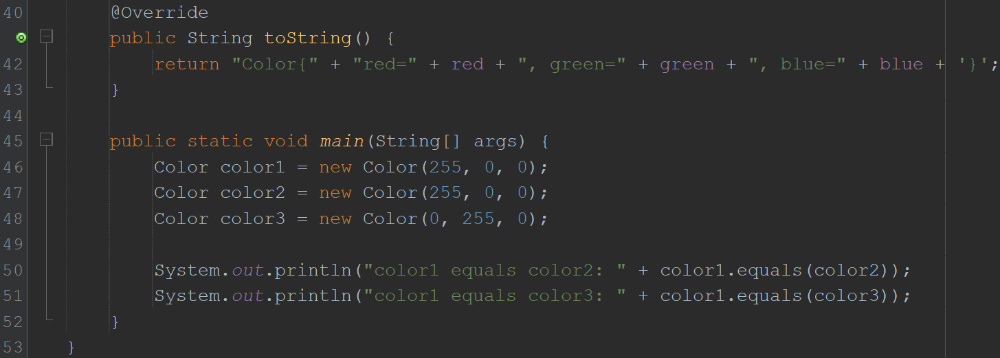 40 @Override
public String toString() {
42 return "Color{" + "red=" + red + ", green=" + green + ", blue=" + blue + '}';
43 }
44
45 public static void main(String[] args) {
46 Color color1 = new Color(255, 0, 0);
47 Color color2 = new Color(255, 0, 0);
48 Color color3 = new Color(0, 255, 0);
49
50 System.out.println("color1 equals color2: " + color1.equals(color2));
51 System.out.println("color1 equals color3: " + color1.equals(color3));
52 }
53 }